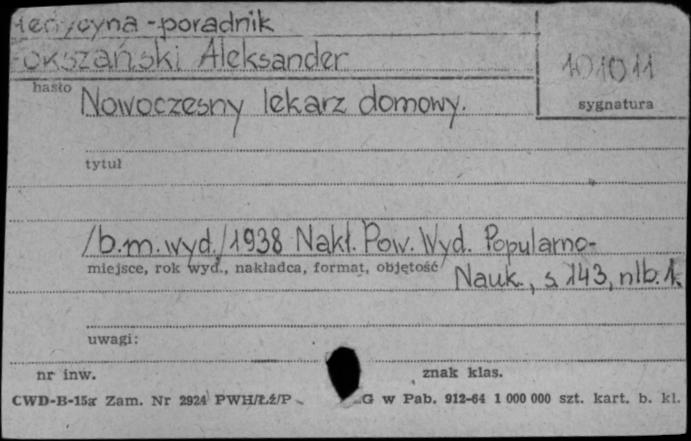 medycyna - poradnik
okszański Aleksander
101011
hasło
sygnatura
Nowoczesny lekarz domowy.
tytuł
/b.m.wyd./1938 Nakł. Pow. Wyd. Popularno-
miejsce, rok wyd., nakładca, format, objętość
Nauk., s. 143, nlb. 1.
uwagi:
nr inw.
znak klas.
CWD-B-15a Zam. Nr 2924 PWH/Łź/P G w Pab. 912-64 1 000 000 szt. kart. b. kl.